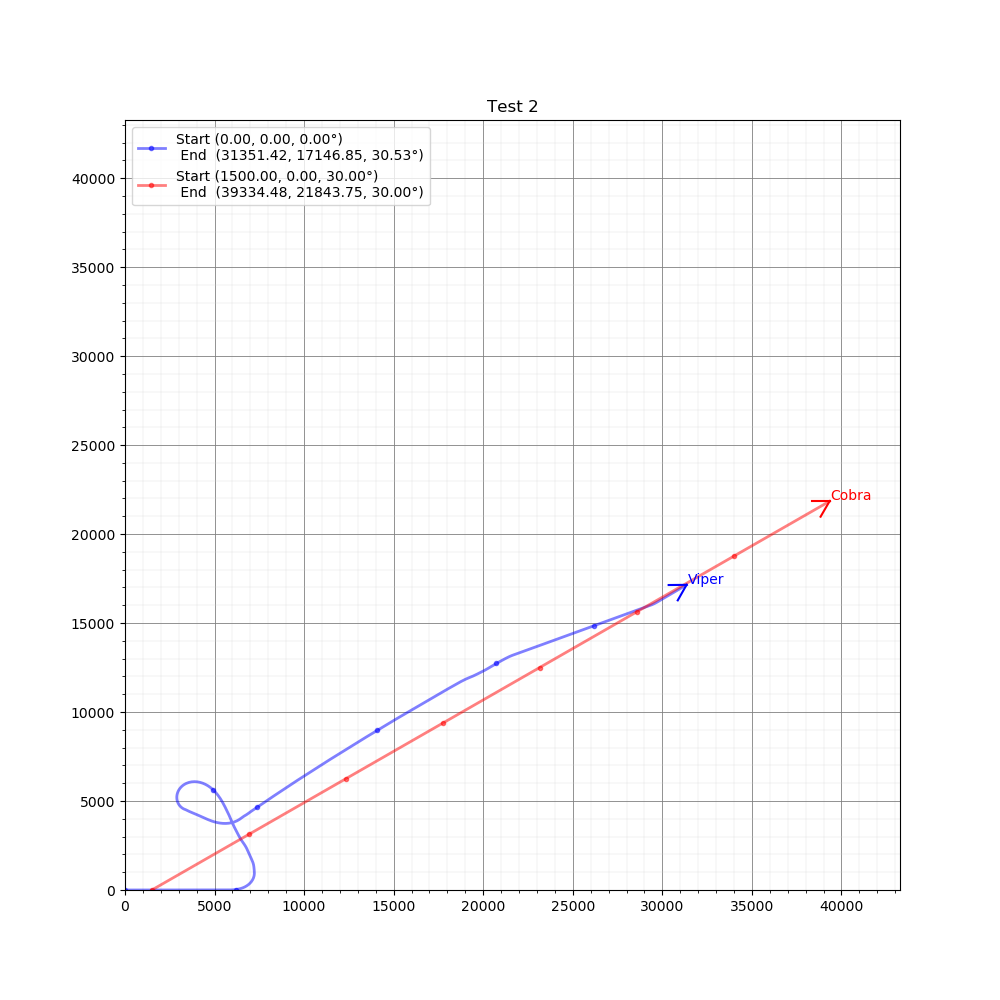 Test 2
Start (0.00, 0.00, 0.00°)
End (31351.42, 17146.85, 30.53°)
Start (1500.00, 0.00, 30.00°)
End (39334.48, 21843.75, 30.00°)
40000
35000
30000
25000
20000
15000
10000
5000
0
Cobra
Viper
0 5000 10000 15000 20000 25000 30000 35000 40000